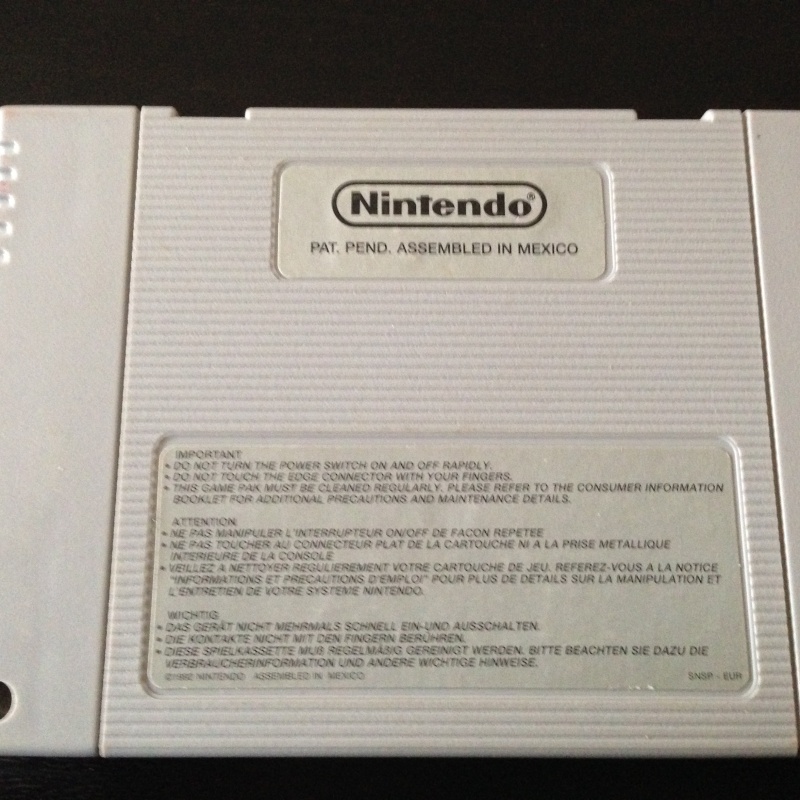 Nintendo®
PAT. PEND. ASSEMBLED IN MEXICO
IMPORTANT
• DO NOT TURN THE POWER SWITCH ON AND OFF RAPIDLY.
• DO NOT TOUCH THE EDGE CONNECTOR WITH YOUR FINGERS.
• THIS GAME PAK MUST BE CLEANED REGULARLY. PLEASE REFER TO THE CONSUMER INFORMATION
BOOKLET FOR ADDITIONAL PRECAUTIONS AND MAINTENANCE DETAILS.
ATTENTION
• NE PAS MANIPULER L'INTERRUPTEUR ON/OFF DE FACON REPETEE
• NE PAS TOUCHER AU CONNECTEUR PLAT DE LA CARTOUCHE NI A LA PRISE METALLIQUE
INTERIEURE DE LA CONSOLE
• VEILLEZ A NETTOYER REGULIEREMENT VOTRE CARTOUCHE DE JEU. REFEREZ-VOUS A LA NOTICE
"INFORMATIONS ET PRECAUTIONS D'EMPLOI" POUR PLUS DE DETAILS SUR LA MANIPULATION ET
L'ENTRETIEN DE VOTRE SYSTEME NINTENDO.
WICHTIG
• DAS GERÄT NICHT MEHRMALS SCHNELL EIN-UND AUSSCHALTEN.
• DIE KONTAKTE NICHT MIT DEN FINGERN BERÜHREN.
• DIESE SPIELKASSETTE MUß REGELMÄSIG GEREINIGT WERDEN. BITTE BEACHTEN SIE DAZU DIE
VERBRAUCHERINFORMATION UND ANDERE WICHTIGE HINWEISE.
©1992 NINTENDO ASSEMBLED IN MEXICO SNSP - EUR